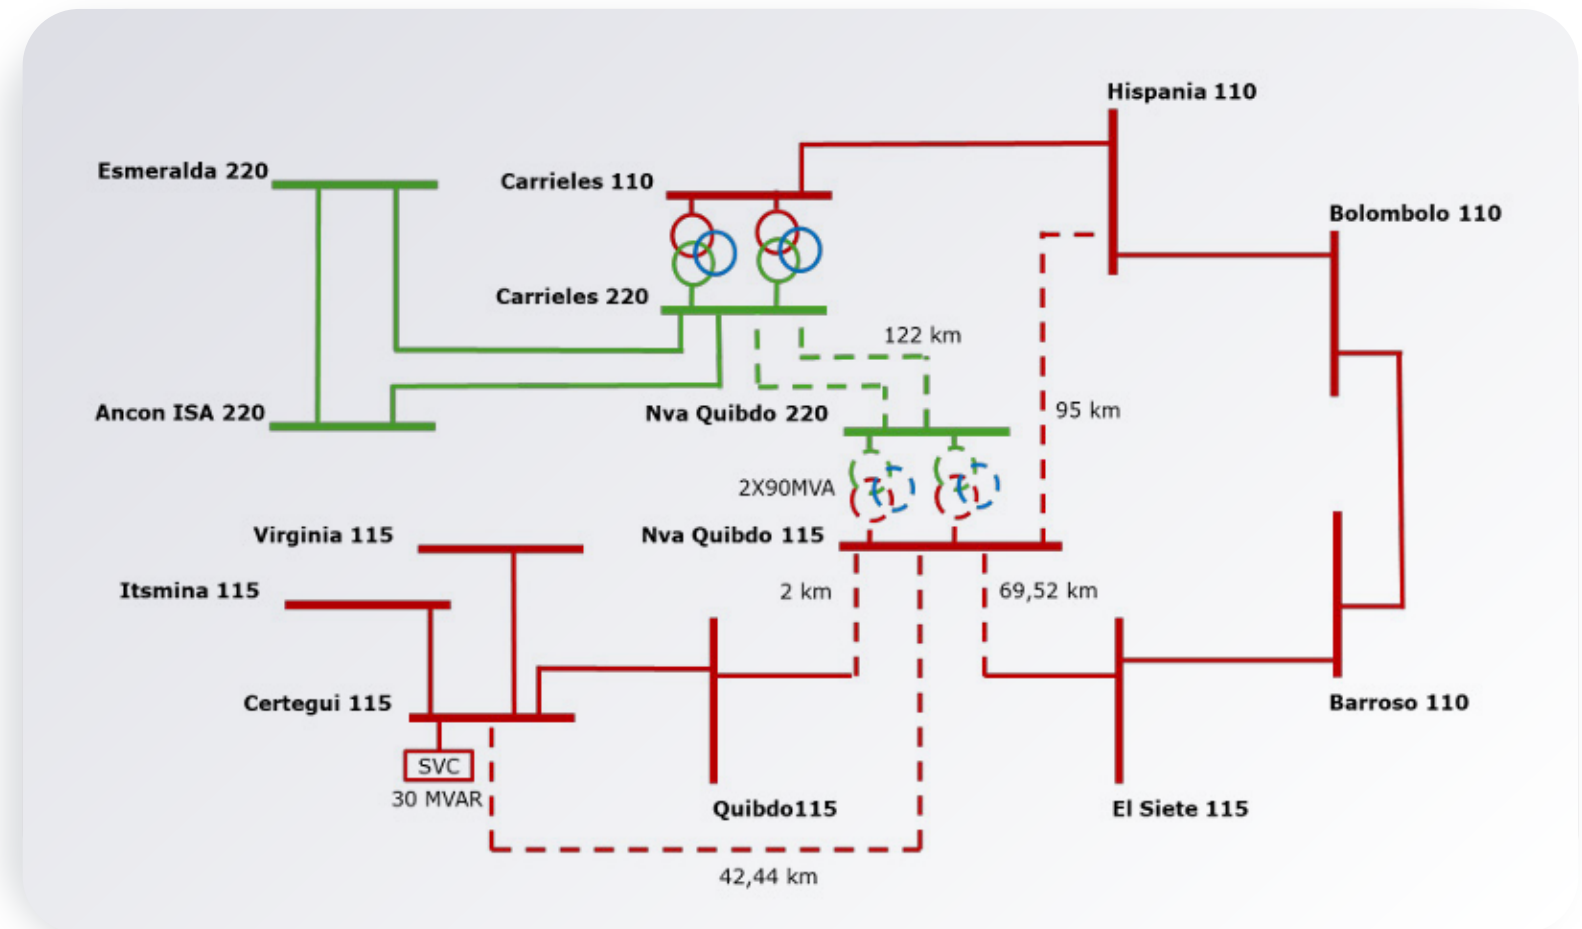 Hispania 110
Esmeralda 220
Carrieles 110
Bolombolo 110
Carrieles 220
122 km
Ancon ISA 220
Nva Quibdo 220
95 km
2X90MVA
Virginia 115
Nva Quibdo 115
Itsmina 115
2 km
69,52 km
Certegui 115
Barroso 110
SVC
30 MVAR
Quibdo115
El Siete 115
42,44 km